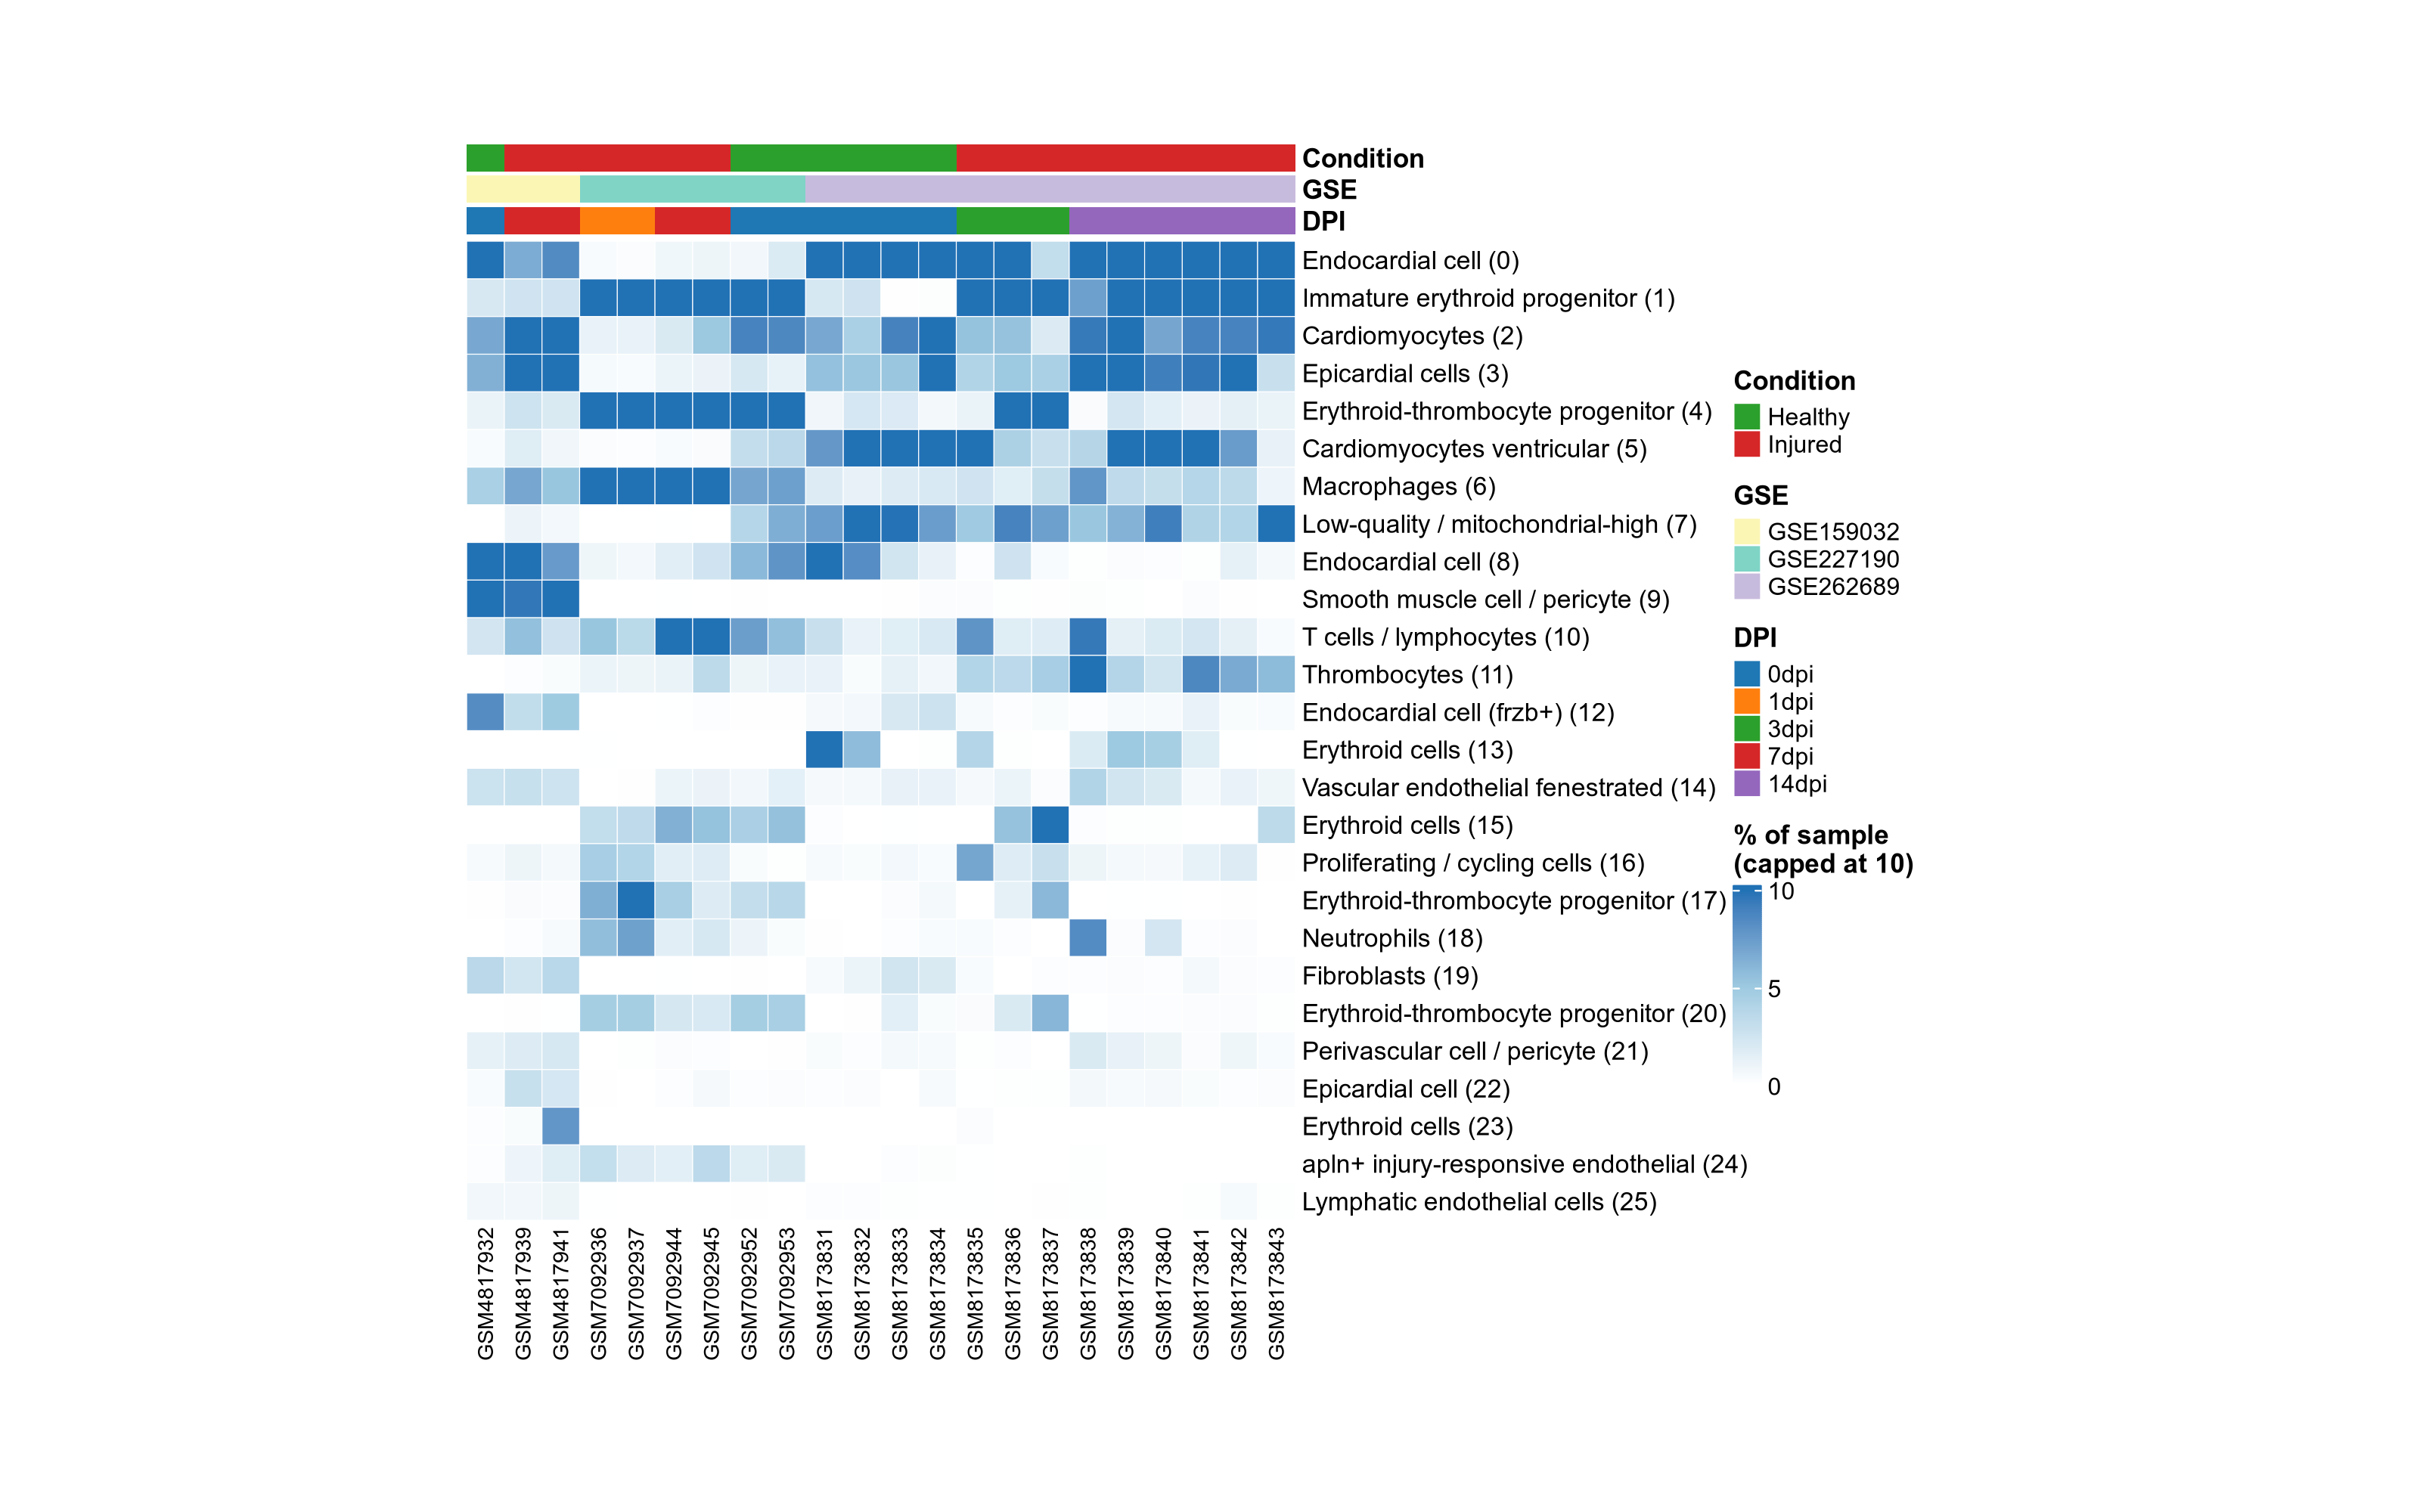 Condition
GSE
DPI
Endocardial cell (0)
Immature erythroid progenitor (1)
Cardiomyocytes (2)
Epicardial cells (3)
Erythroid-thrombocyte progenitor (4)
Cardiomyocytes ventricular (5)
Macrophages (6)
Low-quality / mitochondrial-high (7)
Endocardial cell (8)
Smooth muscle cell / pericyte (9)
T cells / lymphocytes (10)
Thrombocytes (11)
Endocardial cell (frzb+) (12)
Erythroid cells (13)
Vascular endothelial fenestrated (14)
Erythroid cells (15)
Proliferating / cycling cells (16)
Erythroid-thrombocyte progenitor (17)
Neutrophils (18)
Fibroblasts (19)
Erythroid-thrombocyte progenitor (20)
Perivascular cell / pericyte (21)
Epicardial cell (22)
Erythroid cells (23)
apln+ injury-responsive endothelial (24)
Lymphatic endothelial cells (25)
GSM4817932
GSM4817939
GSM4817941
GSM7092936
GSM7092937
GSM7092944
GSM7092945
GSM7092952
GSM7092953
GSM8173831
GSM8173832
GSM8173833
GSM8173834
GSM8173835
GSM8173836
GSM8173837
GSM8173838
GSM8173839
GSM8173840
GSM8173841
GSM8173842
GSM8173843
Condition
Healthy
Injured
GSE
GSE159032
GSE227190
GSE262689
DPI
0dpi
1dpi
3dpi
7dpi
14dpi
% of sample
(capped at 10)
10
5
0